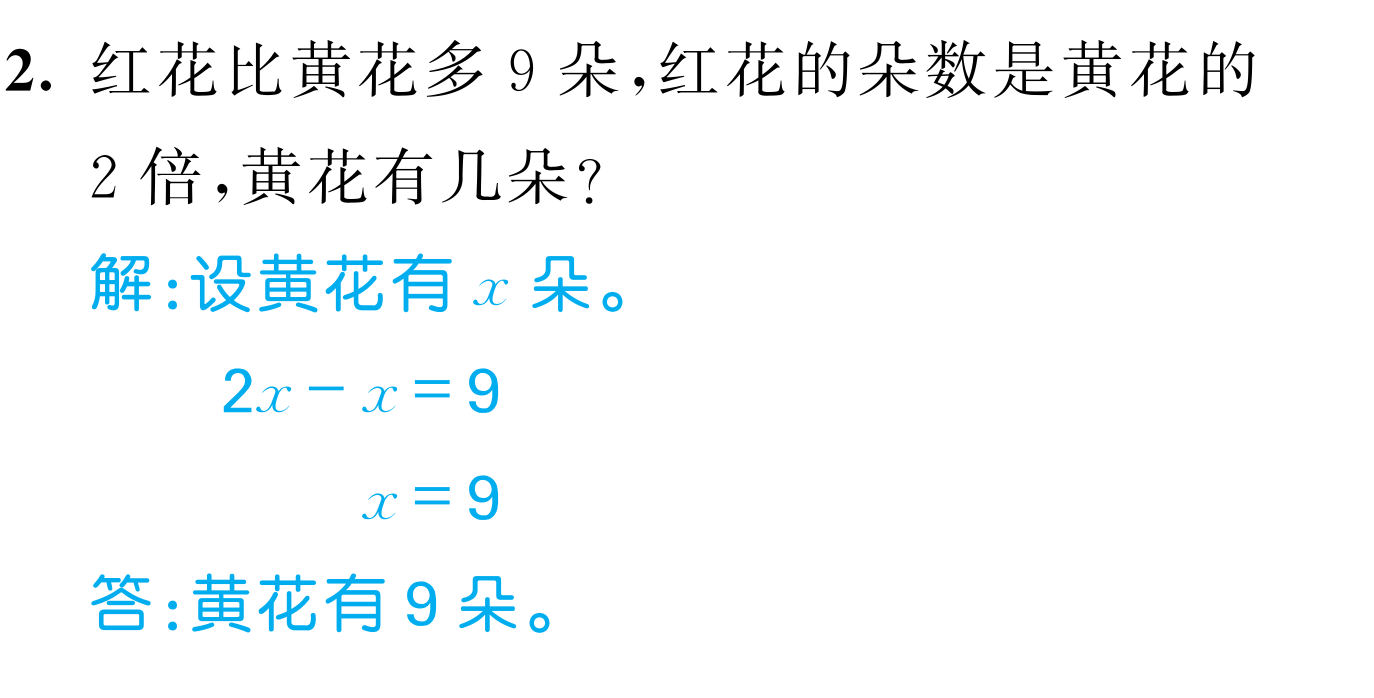 2. 红花比黄花多 9 朵,红花的朵数是黄花的
2 倍,黄花有几朵?
解:设黄花有 x 朵。
2x - x = 9
x = 9
答:黄花有 9 朵。